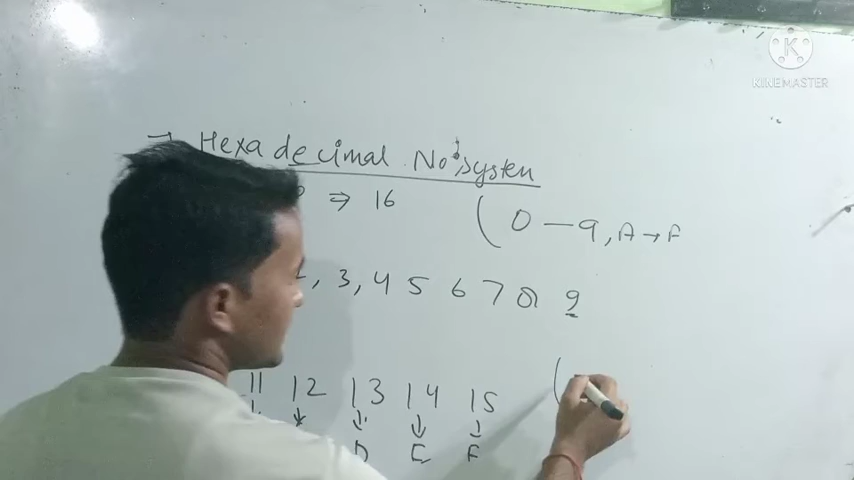 → Hexa decimal No: system
⇒ 16
( 0 — 9, A → F
, 3, 4 5 6 7 8 9
11 12 13 14 15
D E F
(
KINEMASTER